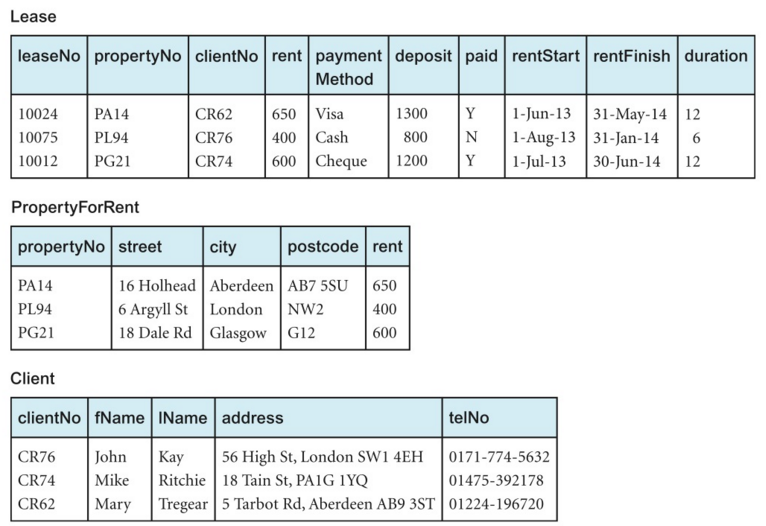 Lease
leaseNo propertyNo clientNo rent payment Method deposit paid rentStart rentFinish duration
10024 PA14 CR62 650 Visa 1300 Y 1-Jun-13 31-May-14 12
10075 PL94 CR76 400 Cash 800 N 1-Aug-13 31-Jan-14 6
10012 PG21 CR74 600 Cheque 1200 Y 1-Jul-13 30-Jun-14 12
PropertyForRent
propertyNo street city postcode rent
PA14 16 Holhead Aberdeen AB7 5SU 650
PL94 6 Argyll St London NW2 400
PG21 18 Dale Rd Glasgow G12 600
Client
clientNo fName lName address telNo
CR76 John Kay 56 High St, London SW1 4EH 0171-774-5632
CR74 Mike Ritchie 18 Tain St, PA1G 1YQ 01475-392178
CR62 Mary Tregear 5 Tarbot Rd, Aberdeen AB9 3ST 01224-196720